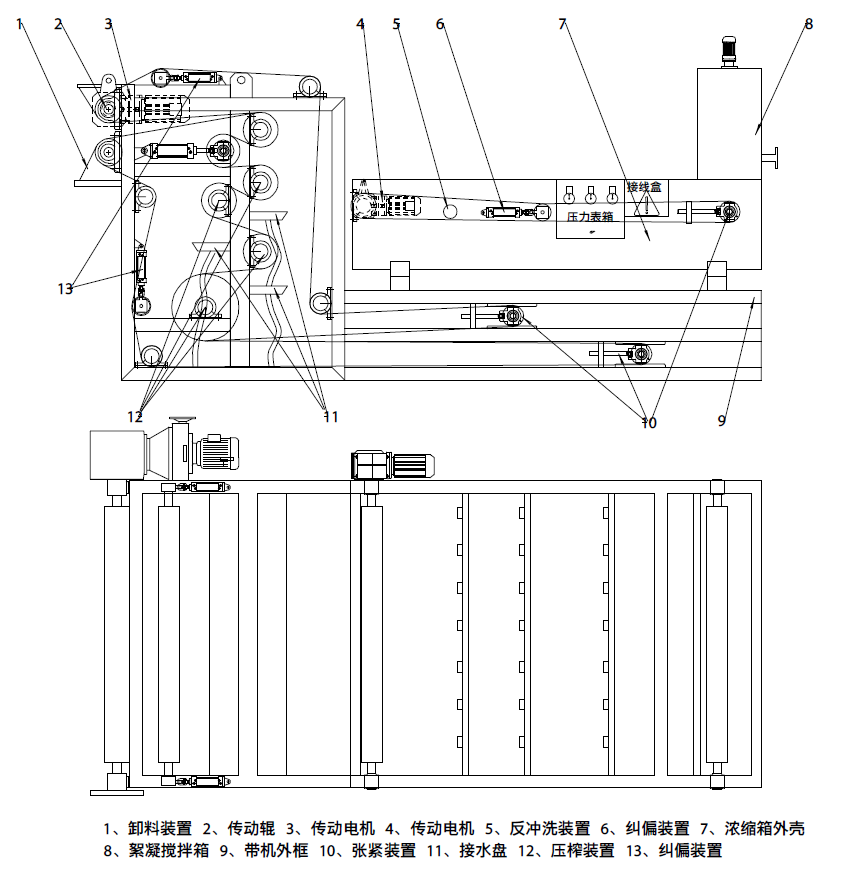 1 2 3 4 5 6 7 8
接线盒
压力表箱
13
12 11 10 9
1、卸料装置 2、传动辊 3、传动电机 4、传动电机 5、反冲洗装置 6、纠偏装置 7、浓缩箱外壳
8、絮凝搅拌箱 9、带机外框 10、张紧装置 11、接水盘 12、压榨装置 13、纠偏装置